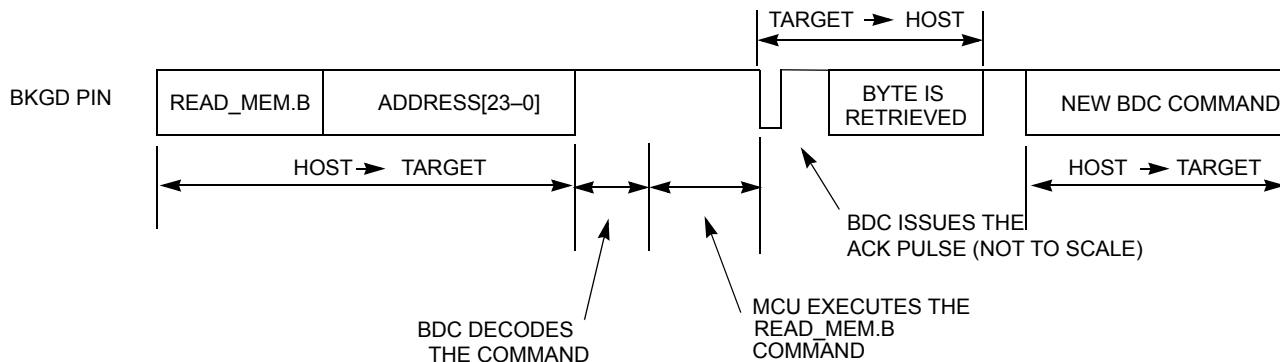 TARGET → HOST
BKGD PIN
READ_MEM.B
ADDRESS[23–0]
BYTE IS
RETRIEVED
NEW BDC COMMAND
HOST → TARGET
HOST → TARGET
BDC ISSUES THE
ACK PULSE (NOT TO SCALE)
BDC DECODES
THE COMMAND
MCU EXECUTES THE
READ_MEM.B
COMMAND